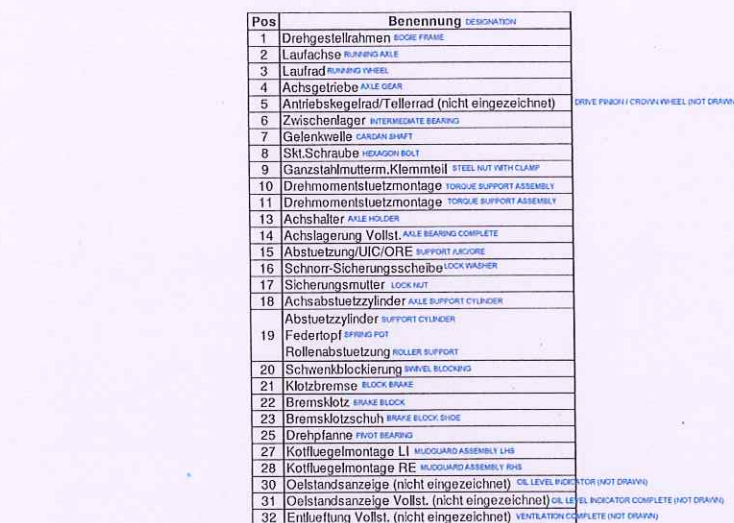 Pos Benennung DESIGNATION
1 Drehgestellrahmen BOGIE FRAME
2 Laufachse RUNNING AXLE
3 Laufrad RUNNING WHEEL
4 Achsgetriebe AXLE GEAR
5 Antriebskegelrad/Tellerrad (nicht eingezeichnet) DRIVE PINION / CROWN WHEEL (NOT DRAWN
6 Zwischenlager INTERMEDIATE BEARING
7 Gelenkwelle CARDAN SHAFT
8 Skt.Schraube HEXAGON BOLT
9 Ganzstahlmutterm.Klemmteil STEEL NUT WITH CLAMP
10 Drehmomentstuetzmontage TORQUE SUPPORT ASSEMBLY
11 Drehmomentstuetzmontage TORQUE SUPPORT ASSEMBLY
13 Achshalter AXLE HOLDER
14 Achslagerung Vollst. AXLE BEARING COMPLETE
15 Abstuetzung/UIC/ORE SUPPORT /UIC/ORE
16 Schnorr-Sicherungsscheibe LOCK WASHER
17 Sicherungsmutter LOCK NUT
18 Achsabstuetzzylinder AXLE SUPPORT CYLINDER
Abstuetzzylinder SUPPORT CYLINDER
19 Federtopf SPRING POT
Rollenabstuetzung ROLLER SUPPORT
20 Schwenkblockierung SWIVEL BLOCKING
21 Klotzbremse BLOCK BRAKE
22 Bremsklotz BRAKE BLOCK
23 Bremsklotzschuh BRAKE BLOCK SHOE
25 Drehpfanne PIVOT BEARING
27 Kotfluegelmontage LI MUDGUARD ASSEMBLY LHS
28 Kotfluegelmontage RE MUDGUARD ASSEMBLY RHS
30 Oelstandsanzeige (nicht eingezeichnet) OIL LEVEL INDICATOR (NOT DRAWN)
31 Oelstandsanzeige Vollst. (nicht eingezeichnet) OIL LEVEL INDICATOR COMPLETE (NOT DRAWN)
32 Entlueftung Vollst. (nicht eingezeichnet) VENTILATION COMPLETE (NOT DRAWN)